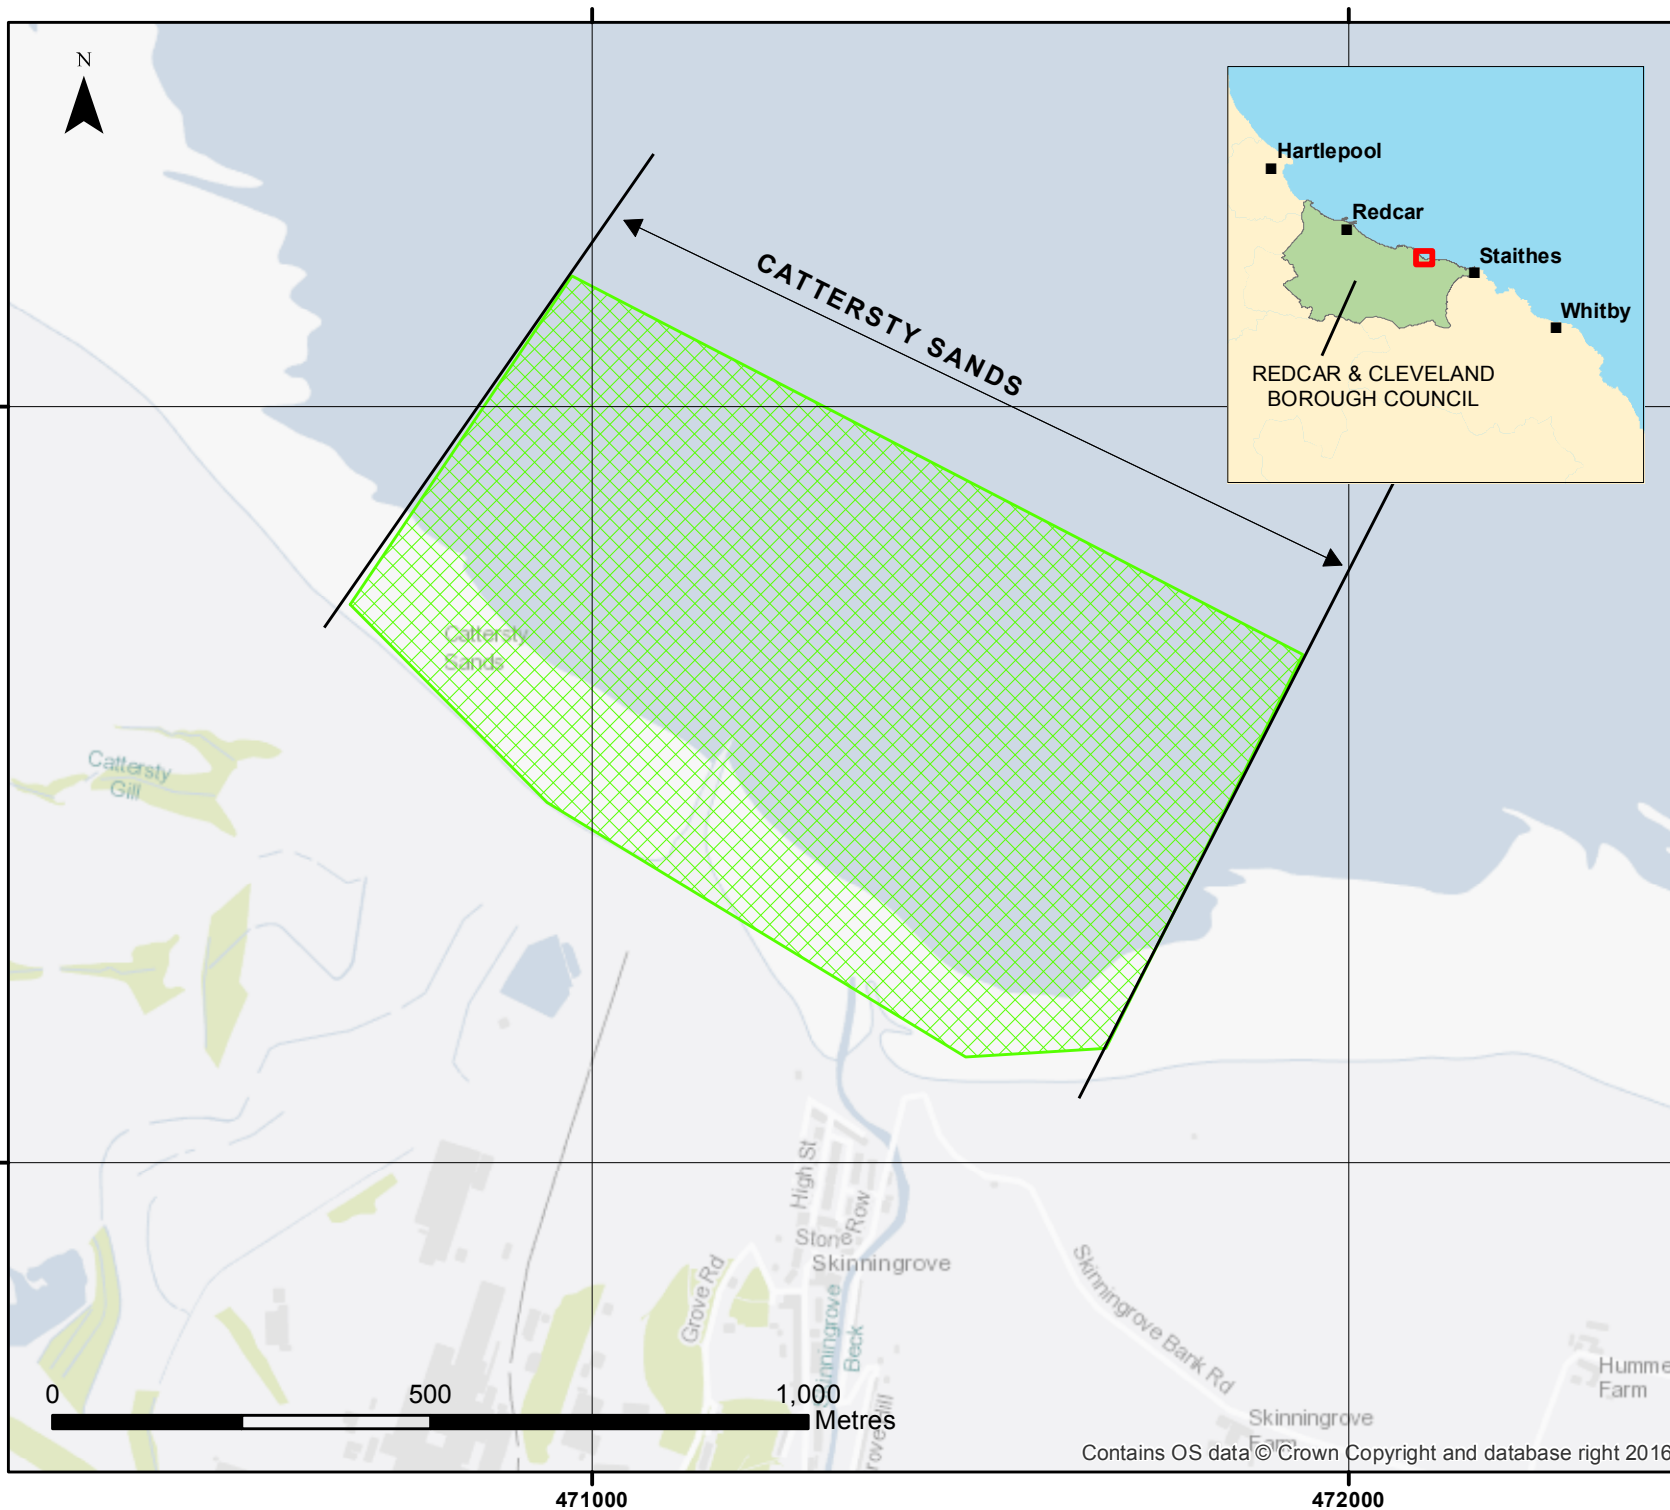 N
Hartlepool
Redcar
Staithes
Whitby
REDCAR & CLEVELAND
BOROUGH COUNCIL
CATTERSTY SANDS
Cattersty
Sands
Cattersty
Gill
High St
Stone Row
Skinningrove
Grove Rd
Skinningrove
Beck
Skinningrove Bank Rd
Farm
Skinningrove
Farm
0 500 1,000
Metres
Contains OS data © Crown Copyright and database right 2016
471000 472000